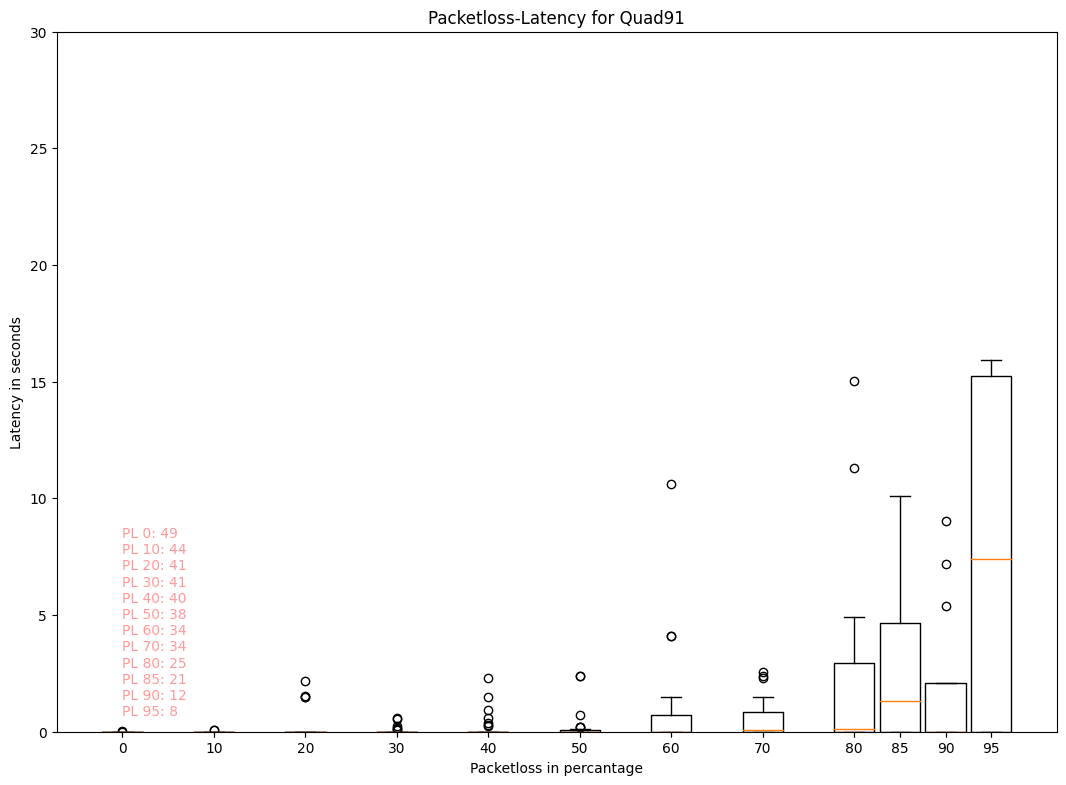 Packetloss-Latency for Quad91
30
25
20
15
10
5
0
Latency in seconds
PL 0: 49
PL 10: 44
PL 20: 41
PL 30: 41
PL 40: 40
PL 50: 38
PL 60: 34
PL 70: 34
PL 80: 25
PL 85: 21
PL 90: 12
PL 95: 8
0 10 20 30 40 50 60 70 80 85 90 95
Packetloss in percantage